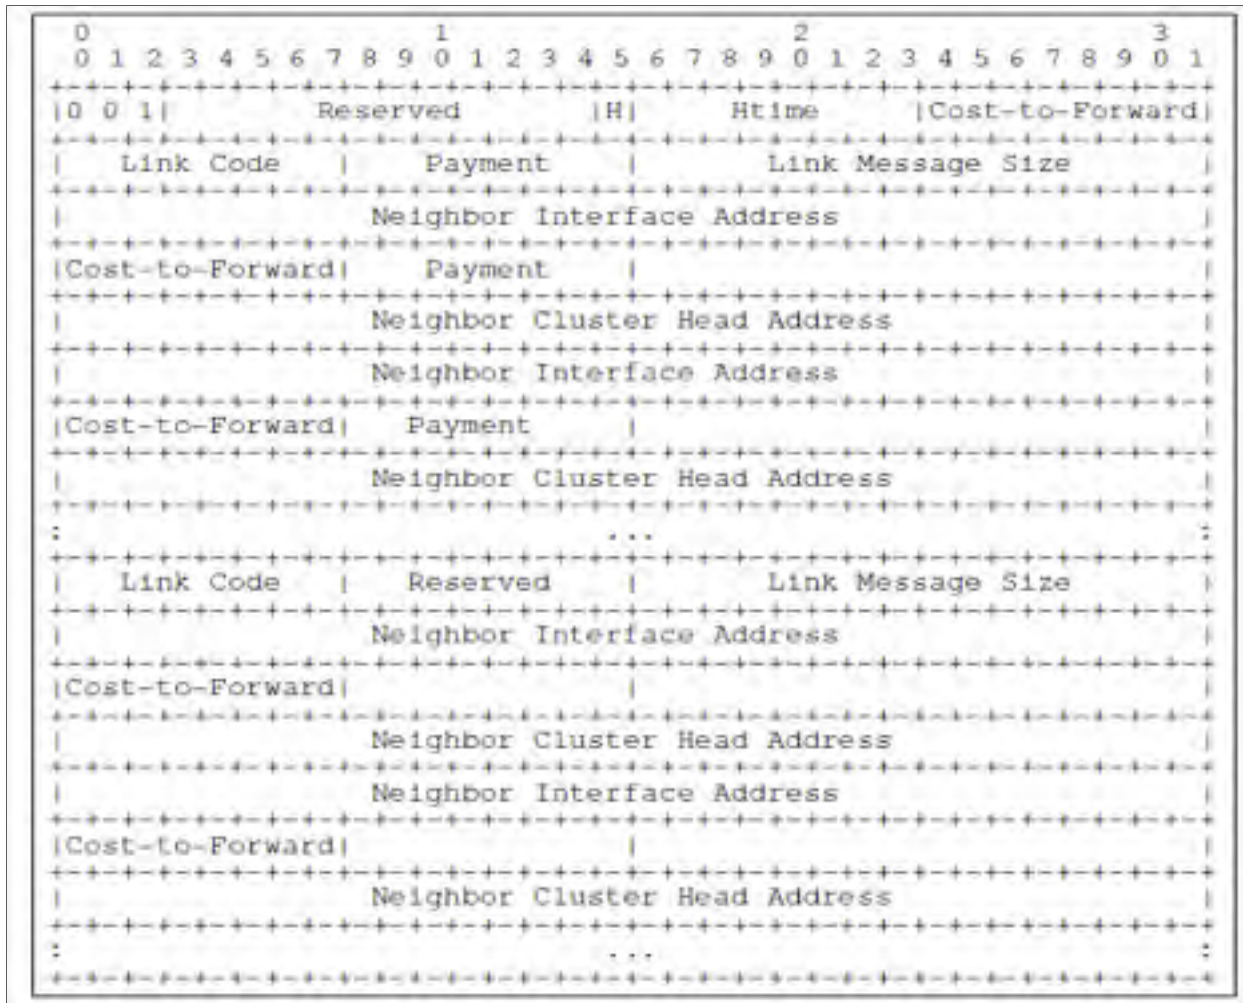 0                   1                   2                   3
 0 1 2 3 4 5 6 7 8 9 0 1 2 3 4 5 6 7 8 9 0 1 2 3 4 5 6 7 8 9 0 1
+-+-+-+-+-+-+-+-+-+-+-+-+-+-+-+-+-+-+-+-+-+-+-+-+-+-+-+-+-+-+-+-+
|0 0 1|        Reserved       |H|     Htime     |Cost-to-Forward|
+-+-+-+-+-+-+-+-+-+-+-+-+-+-+-+-+-+-+-+-+-+-+-+-+-+-+-+-+-+-+-+-+
|   Link Code   |    Payment    |       Link Message Size       |
+-+-+-+-+-+-+-+-+-+-+-+-+-+-+-+-+-+-+-+-+-+-+-+-+-+-+-+-+-+-+-+-+
|                 Neighbor Interface Address                    |
+-+-+-+-+-+-+-+-+-+-+-+-+-+-+-+-+-+-+-+-+-+-+-+-+-+-+-+-+-+-+-+-+
|Cost-to-Forward|    Payment    |                               |
+-+-+-+-+-+-+-+-+-+-+-+-+-+-+-+-+-+-+-+-+-+-+-+-+-+-+-+-+-+-+-+-+
|                 Neighbor Cluster Head Address                 |
+-+-+-+-+-+-+-+-+-+-+-+-+-+-+-+-+-+-+-+-+-+-+-+-+-+-+-+-+-+-+-+-+
|                 Neighbor Interface Address                    |
+-+-+-+-+-+-+-+-+-+-+-+-+-+-+-+-+-+-+-+-+-+-+-+-+-+-+-+-+-+-+-+-+
|Cost-to-Forward|   Payment     |                               |
+-+-+-+-+-+-+-+-+-+-+-+-+-+-+-+-+-+-+-+-+-+-+-+-+-+-+-+-+-+-+-+-+
|                 Neighbor Cluster Head Address                 |
+-+-+-+-+-+-+-+-+-+-+-+-+-+-+-+-+-+-+-+-+-+-+-+-+-+-+-+-+-+-+-+-+
:                              ...                              :
+-+-+-+-+-+-+-+-+-+-+-+-+-+-+-+-+-+-+-+-+-+-+-+-+-+-+-+-+-+-+-+-+
|   Link Code   |   Reserved    |       Link Message Size       |
+-+-+-+-+-+-+-+-+-+-+-+-+-+-+-+-+-+-+-+-+-+-+-+-+-+-+-+-+-+-+-+-+
|                 Neighbor Interface Address                    |
+-+-+-+-+-+-+-+-+-+-+-+-+-+-+-+-+-+-+-+-+-+-+-+-+-+-+-+-+-+-+-+-+
|Cost-to-Forward|               |                               |
+-+-+-+-+-+-+-+-+-+-+-+-+-+-+-+-+-+-+-+-+-+-+-+-+-+-+-+-+-+-+-+-+
|                 Neighbor Cluster Head Address                 |
+-+-+-+-+-+-+-+-+-+-+-+-+-+-+-+-+-+-+-+-+-+-+-+-+-+-+-+-+-+-+-+-+
|                 Neighbor Interface Address                    |
+-+-+-+-+-+-+-+-+-+-+-+-+-+-+-+-+-+-+-+-+-+-+-+-+-+-+-+-+-+-+-+-+
|Cost-to-Forward|               |                               |
+-+-+-+-+-+-+-+-+-+-+-+-+-+-+-+-+-+-+-+-+-+-+-+-+-+-+-+-+-+-+-+-+
|                 Neighbor Cluster Head Address                 |
+-+-+-+-+-+-+-+-+-+-+-+-+-+-+-+-+-+-+-+-+-+-+-+-+-+-+-+-+-+-+-+-+
:                              ...                              :
+-+-+-+-+-+-+-+-+-+-+-+-+-+-+-+-+-+-+-+-+-+-+-+-+-+-+-+-+-+-+-+-+